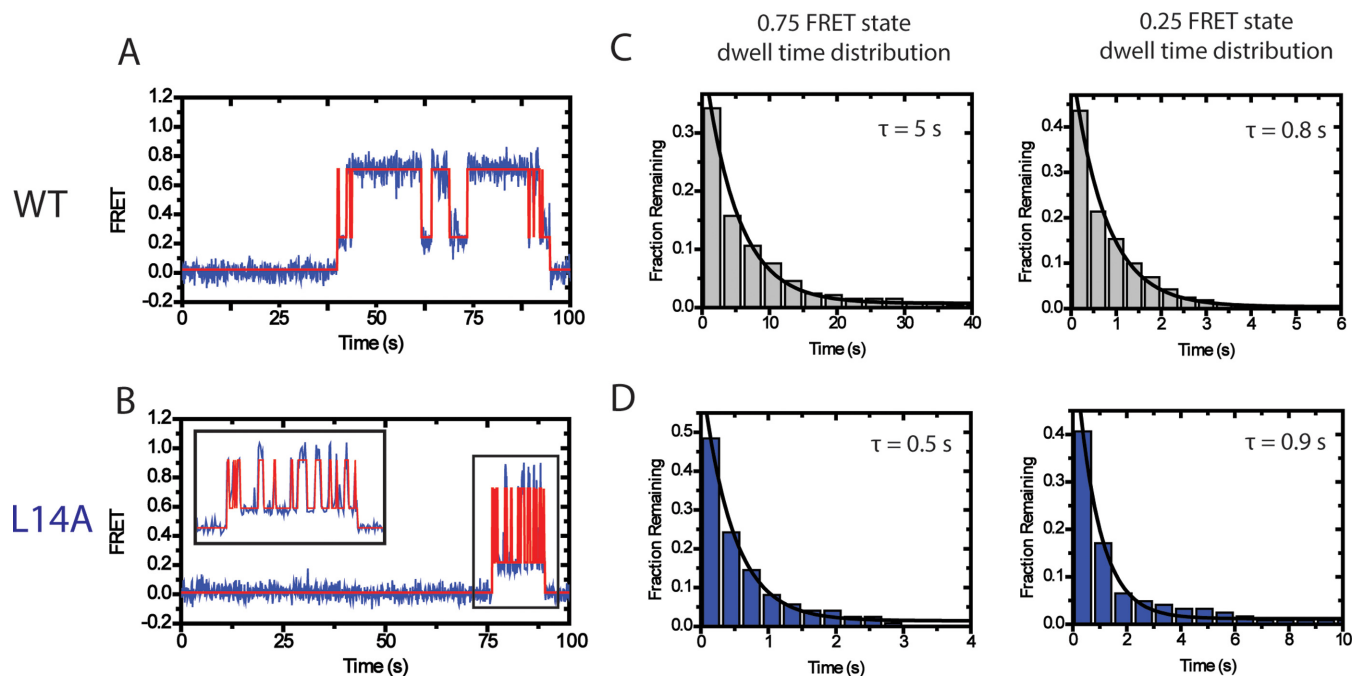 0.75 FRET state
dwell time distribution
0.25 FRET state
dwell time distribution
WT
A
FRET
1.2
1.0
0.8
0.6
0.4
0.2
0.0
-0.2
0
25
50
75
100
Time (s)
C
Fraction Remaining
0.3
0.2
0.1
0.0
0
10
20
30
40
Time (s)
τ = 5 s
Fraction Remaining
0.4
0.3
0.2
0.1
0.0
0
1
2
3
4
5
6
Time (s)
τ = 0.8 s
L14A
B
FRET
1.2
1.0
0.8
0.6
0.4
0.2
0.0
-0.2
0
25
50
75
100
Time (s)
D
Fraction Remaining
0.5
0.4
0.3
0.2
0.1
0.0
0
1
2
3
4
Time (s)
τ = 0.5 s
Fraction Remaining
0.4
0.3
0.2
0.1
0.0
0
2
4
6
8
10
Time (s)
τ = 0.9 s